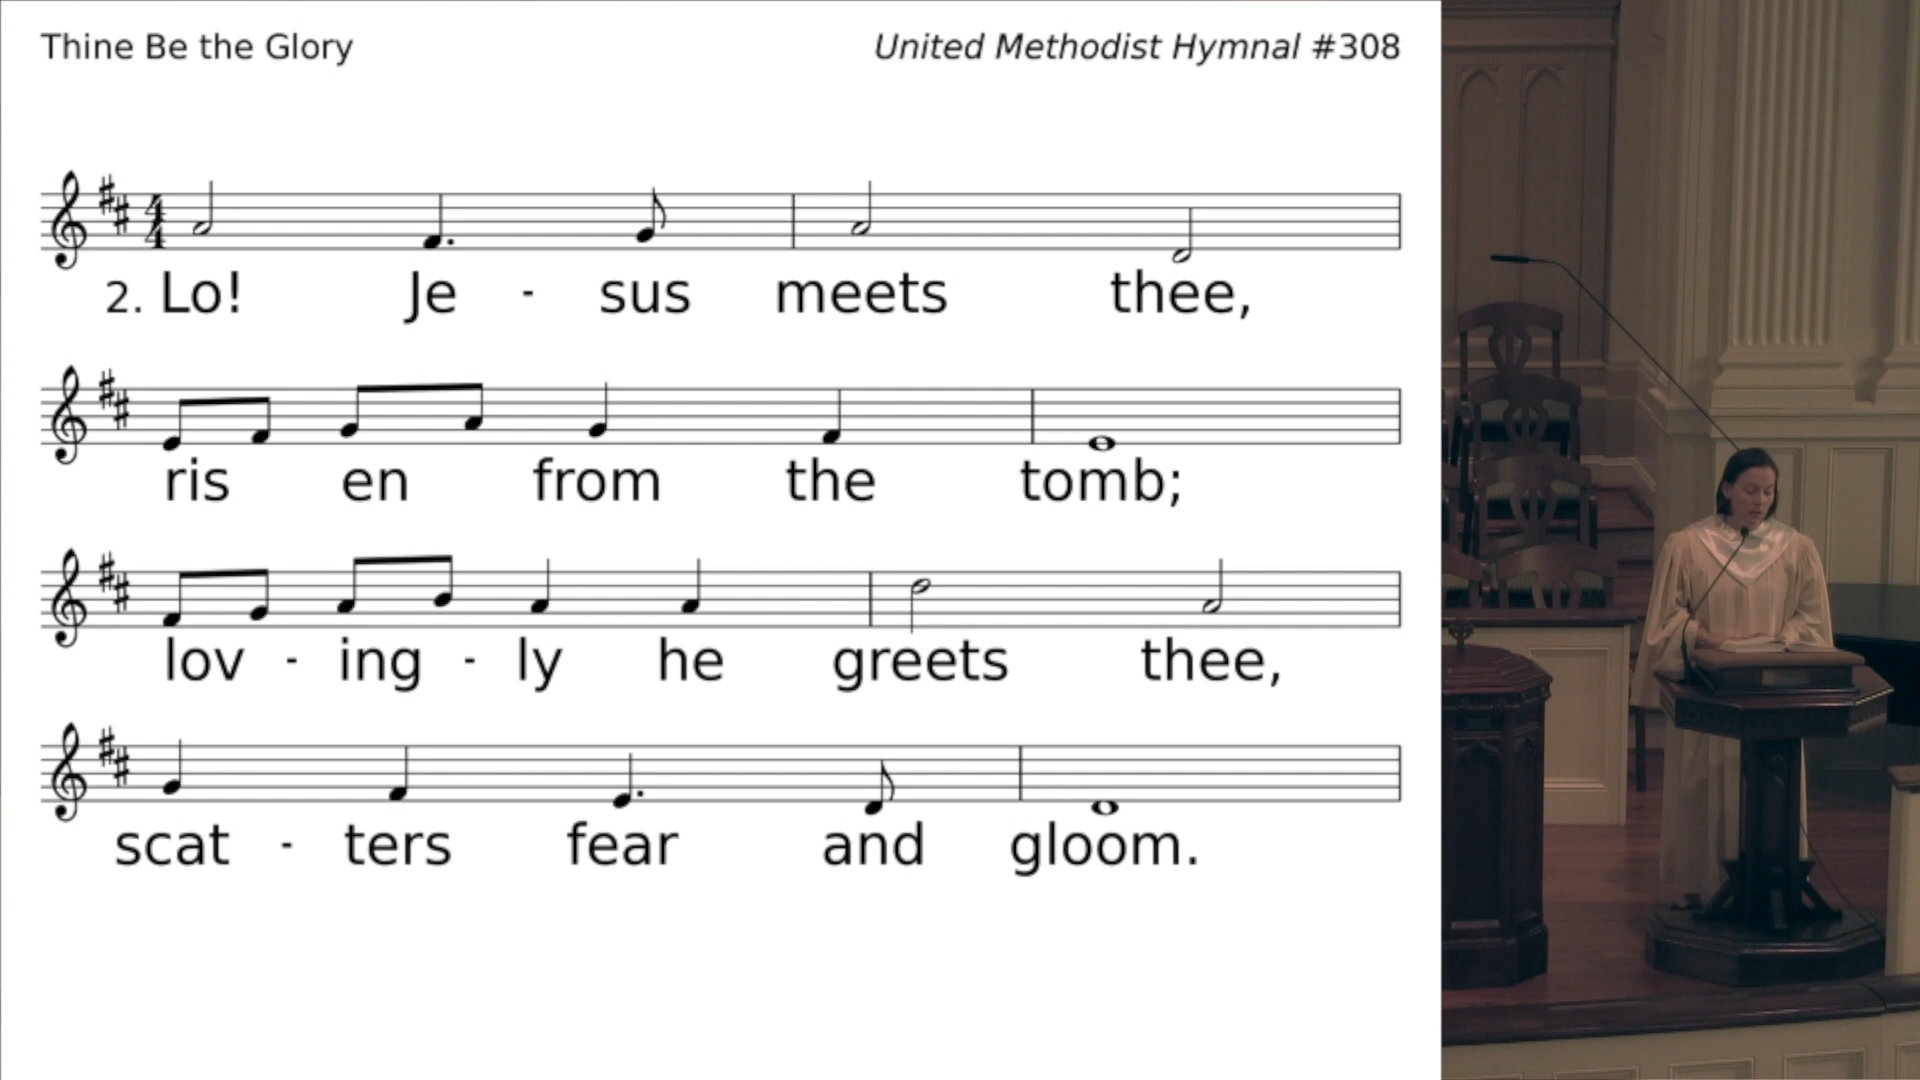 Thine Be the Glory United Methodist Hymnal #308
2. Lo! Je - sus meets thee,
ris en from the tomb;
lov - ing - ly he greets thee,
scat - ters fear and gloom.